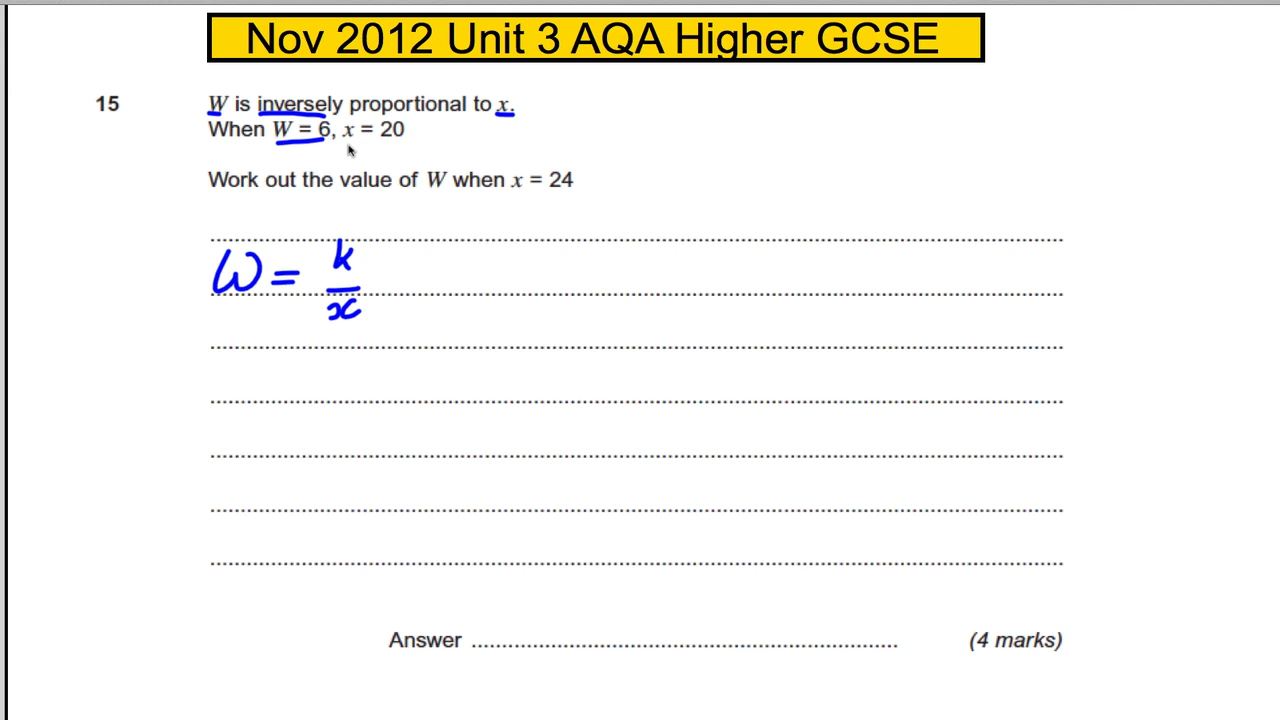 Nov 2012 Unit 3 AQA Higher GCSE
15 W is inversely proportional to x.
When W = 6, x = 20
Work out the value of W when x = 24
W = k/x
Answer ...................................................................... (4 marks)